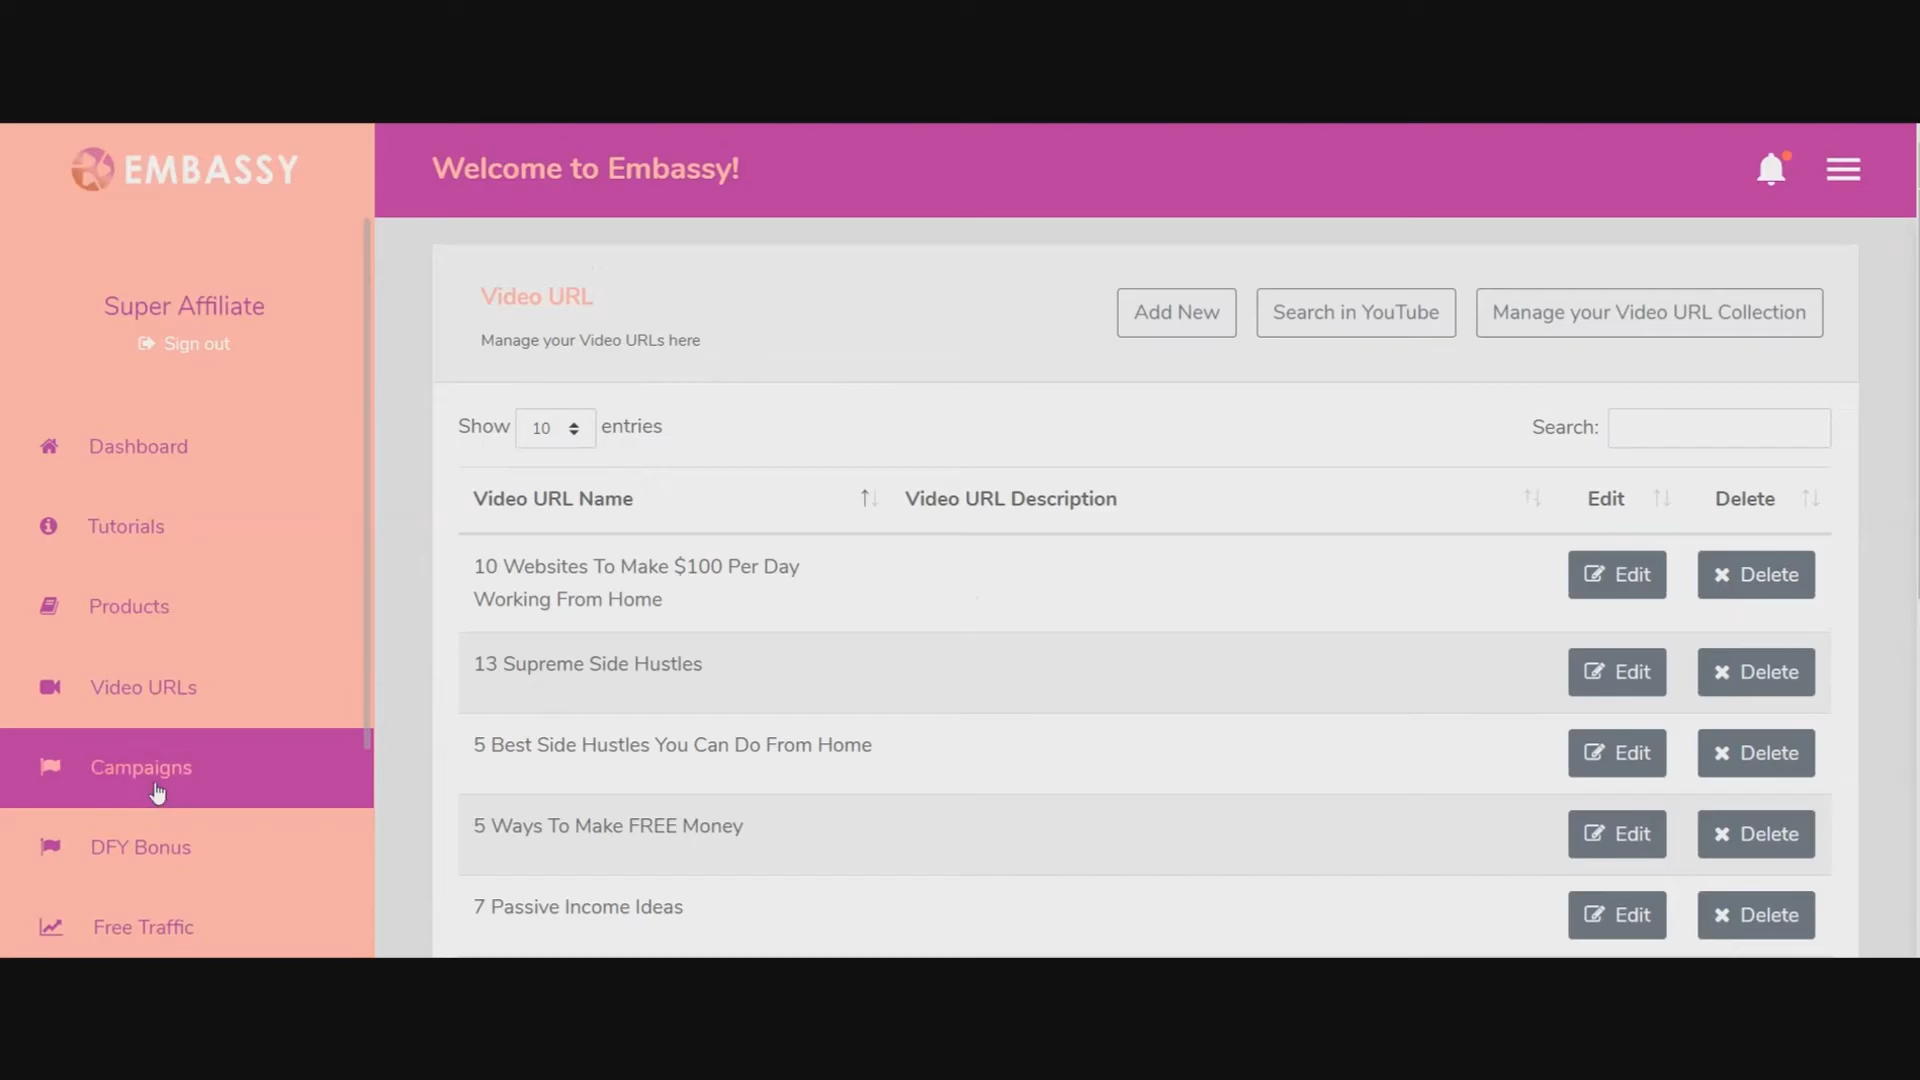 EMBASSY
Welcome to Embassy!
Super Affiliate
Sign out
Dashboard
Tutorials
Products
Video URLs
Campaigns
DFY Bonus
Free Traffic
Video URL
Manage your Video URLs here
Add New
Search in YouTube
Manage your Video URL Collection
Show 10 entries
Search:
Video URL Name Video URL Description Edit Delete
10 Websites To Make $100 Per Day
Working From Home
Edit Delete
13 Supreme Side Hustles Edit Delete
5 Best Side Hustles You Can Do From Home Edit Delete
5 Ways To Make FREE Money Edit Delete
7 Passive Income Ideas Edit Delete